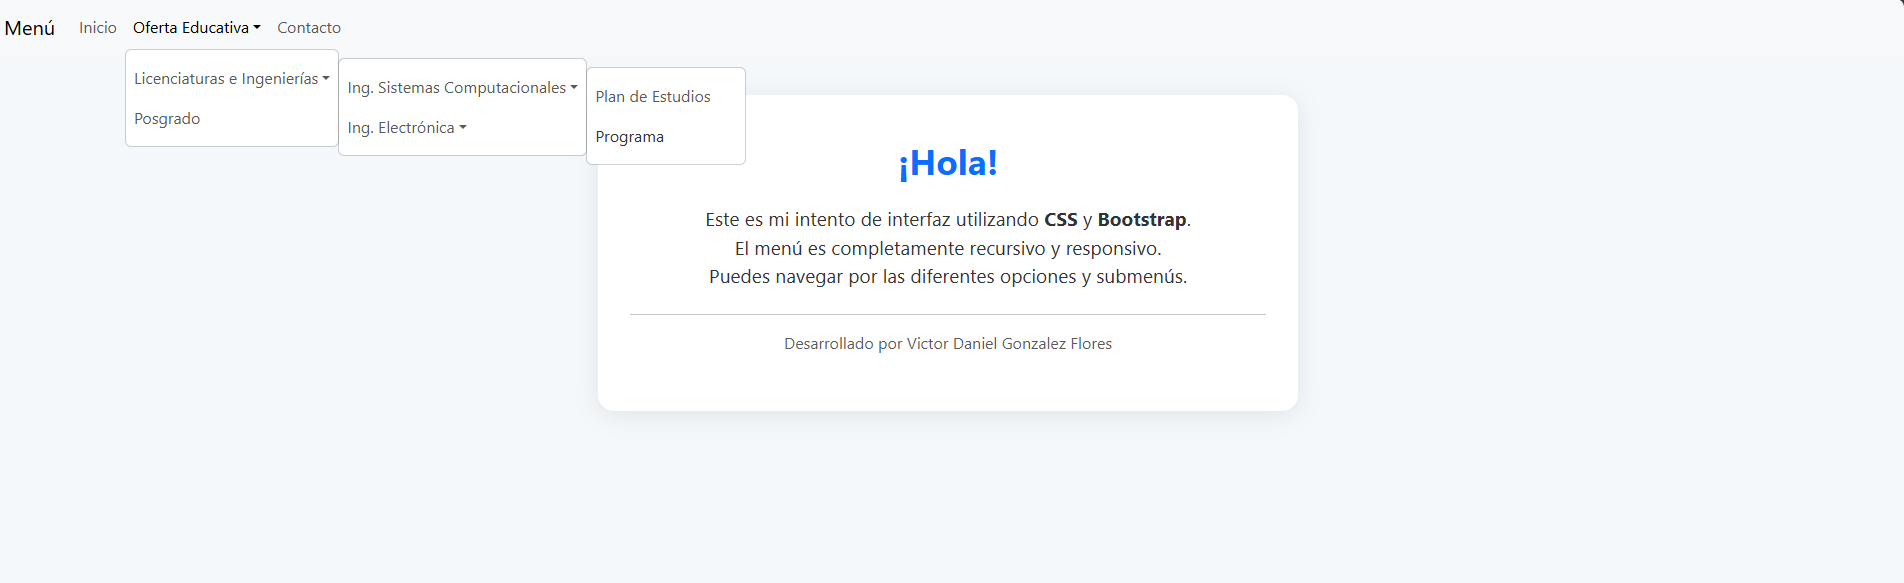 Menú Inicio Oferta Educativa Contacto
Licenciaturas e Ingenierías
Posgrado
Ing. Sistemas Computacionales
Ing. Electrónica
Plan de Estudios
Programa
¡Hola!
Este es mi intento de interfaz utilizando CSS y Bootstrap.
El menú es completamente recursivo y responsivo.
Puedes navegar por las diferentes opciones y submenús.
Desarrollado por Victor Daniel Gonzalez Flores